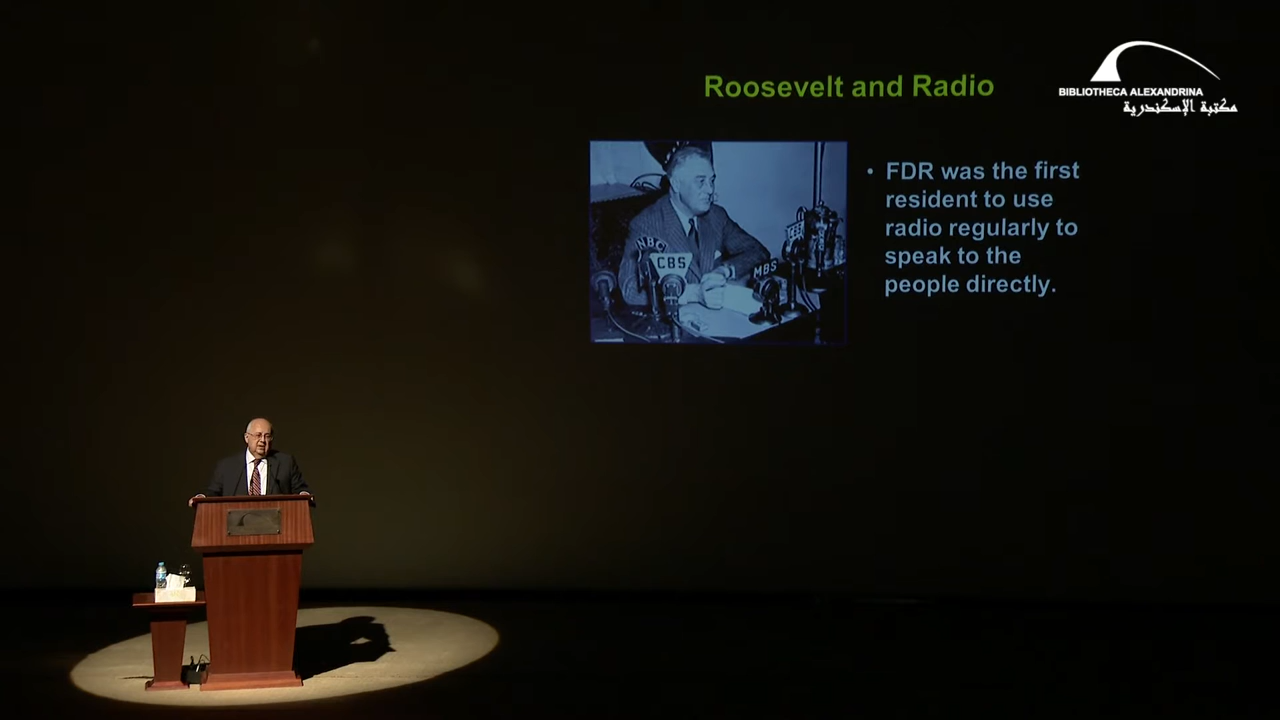 Roosevelt and Radio
BIBLIOTHECA ALEXANDRINA
مكتبة الإسكندرية
• FDR was the first
resident to use
radio regularly to
speak to the
people directly.
NBC
CBS
MBS